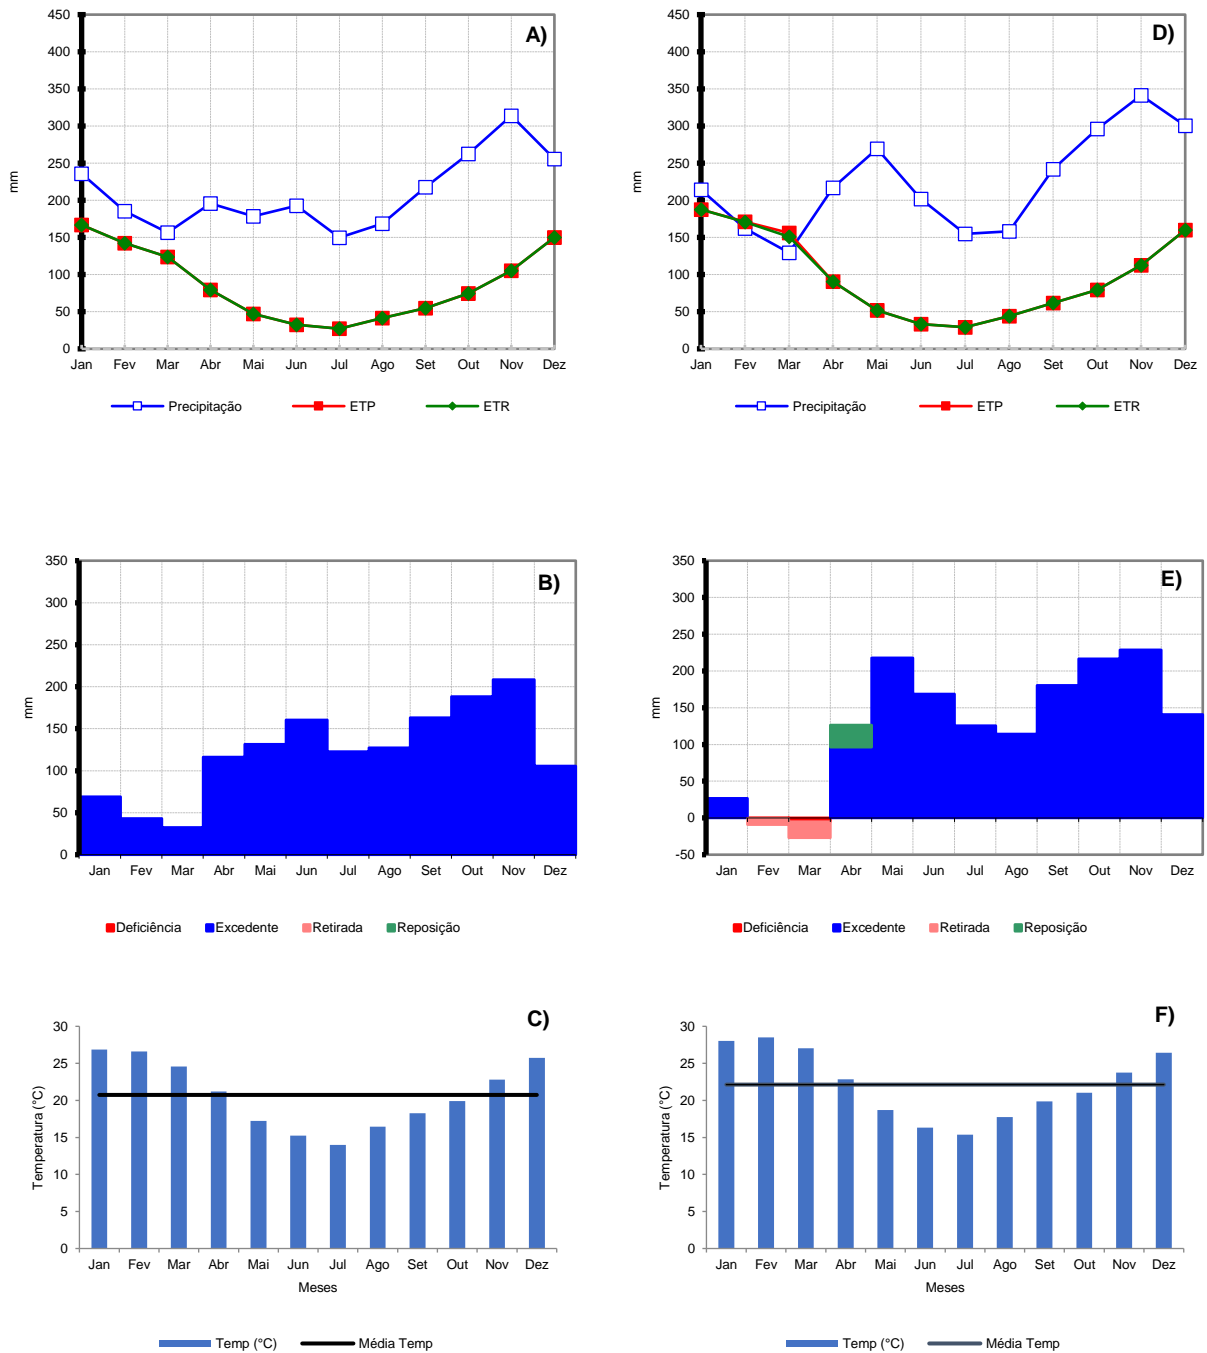 A)
450
400
350
300
250
200
150
100
50
0
mm
Jan Fev Mar Abr Mai Jun Jul Ago Set Out Nov Dez
Precipitação ETP ETR
D)
450
400
350
300
250
200
150
100
50
0
mm
Jan Fev Mar Abr Mai Jun Jul Ago Set Out Nov Dez
Precipitação ETP ETR
B)
350
300
250
200
150
100
50
0
mm
Jan Fev Mar Abr Mai Jun Jul Ago Set Out Nov Dez
Deficiência Excedente Retirada Reposição
E)
350
300
250
200
150
100
50
0
-50
mm
Jan Fev Mar Abr Mai Jun Jul Ago Set Out Nov Dez
Deficiência Excedente Retirada Reposição
C)
30
25
20
15
10
5
0
Temperatura (°C)
Jan Fev Mar Abr Mai Jun Jul Ago Set Out Nov Dez
Meses
Temp (°C) Média Temp
F)
30
25
20
15
10
5
0
Temperatura (°C)
Jan Fev Mar Abr Mai Jun Jul Ago Set Out Nov Dez
Meses
Temp (°C) Média Temp